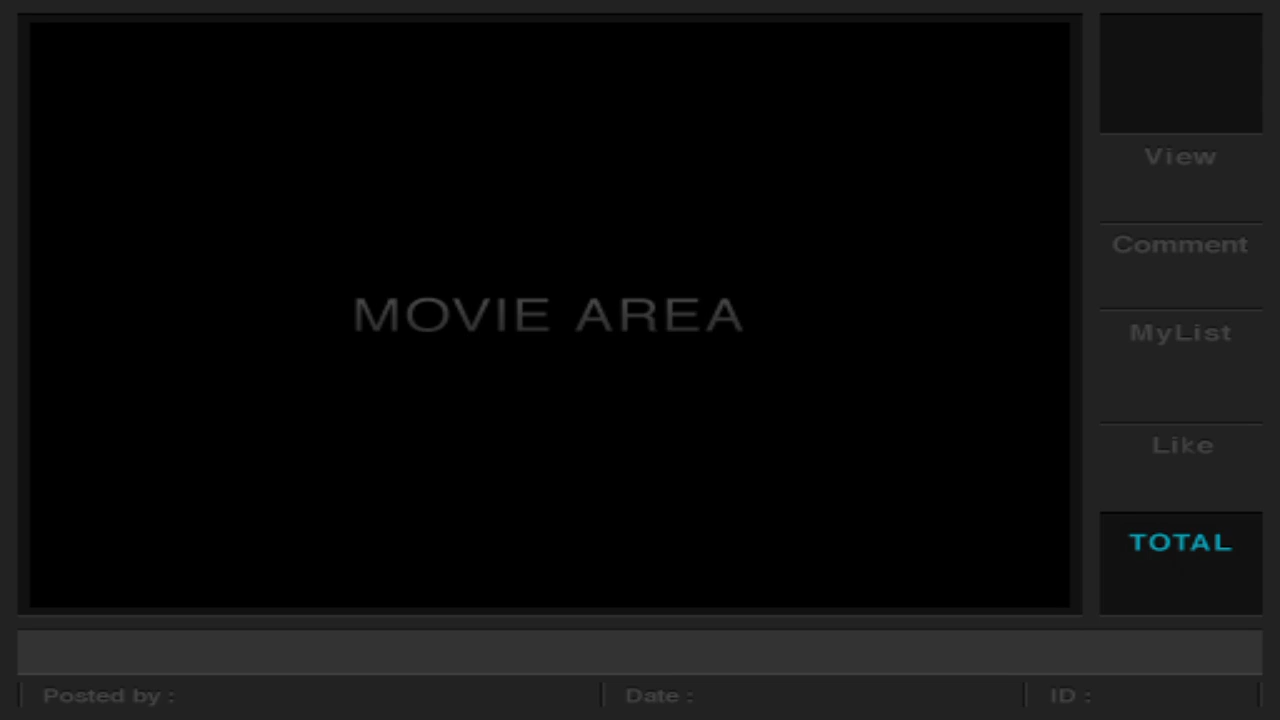 MOVIE AREA
View
Comment
MyList
Like
TOTAL
Posted by :
Date :
ID :